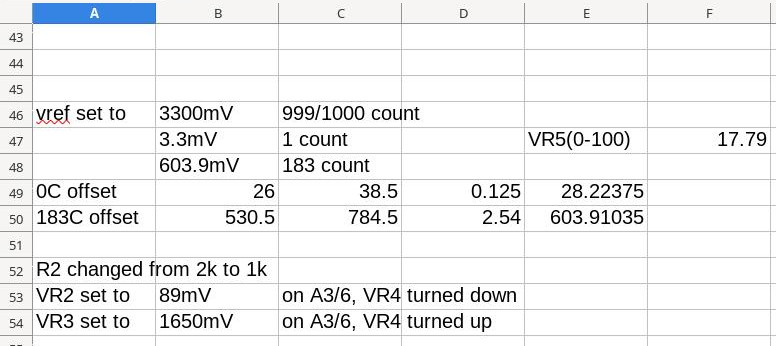 A B C D E F
43
44
45
46 vref set to 3300mV 999/1000 count
47 3.3mV 1 count VR5(0-100) 17.79
48 603.9mV 183 count
49 0C offset 26 38.5 0.125 28.22375
50 183C offset 530.5 784.5 2.54 603.91035
51
52 R2 changed from 2k to 1k
53 VR2 set to 89mV on A3/6, VR4 turned down
54 VR3 set to 1650mV on A3/6, VR4 turned up